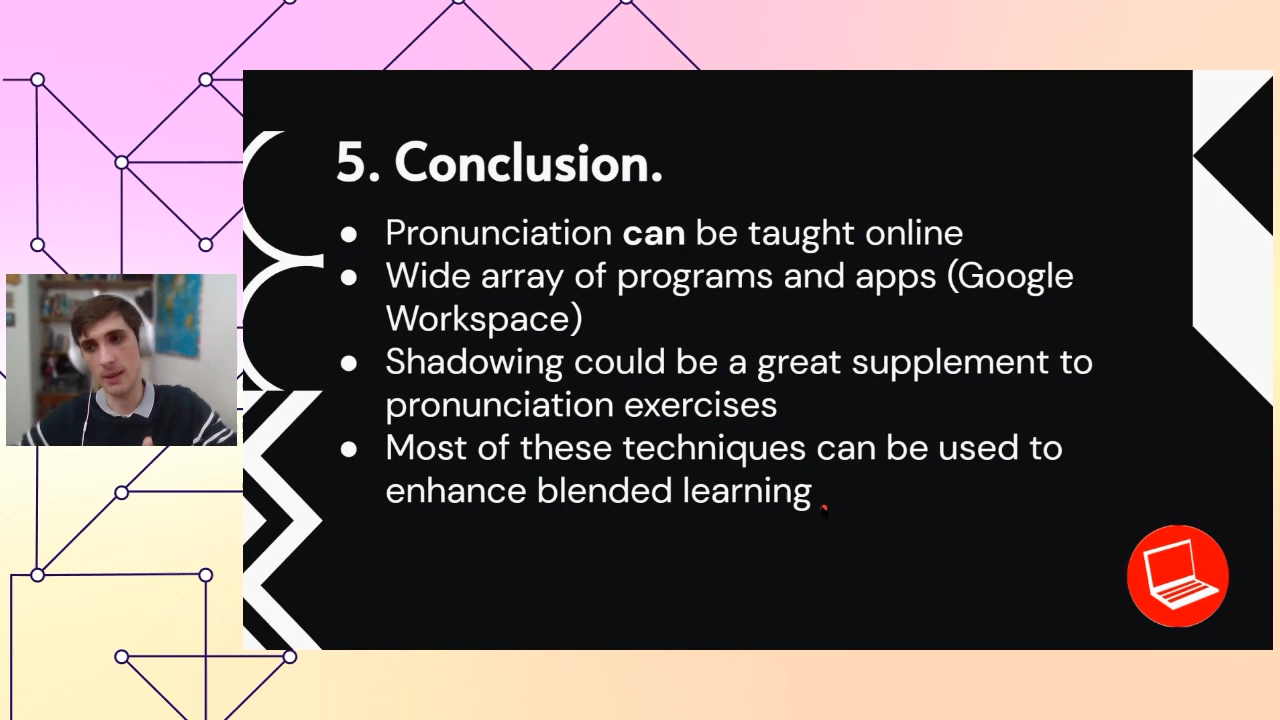 5. Conclusion.
● Pronunciation can be taught online
● Wide array of programs and apps (Google
Workspace)
● Shadowing could be a great supplement to
pronunciation exercises
● Most of these techniques can be used to
enhance blended learning